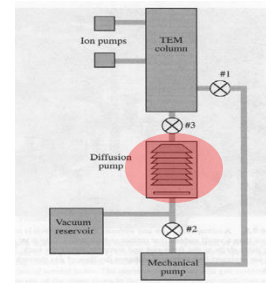 Ion pumps
TEM
column
#1
#3
Diffusion
pump
Vacuum
reservoir
#2
Mechanical
pump